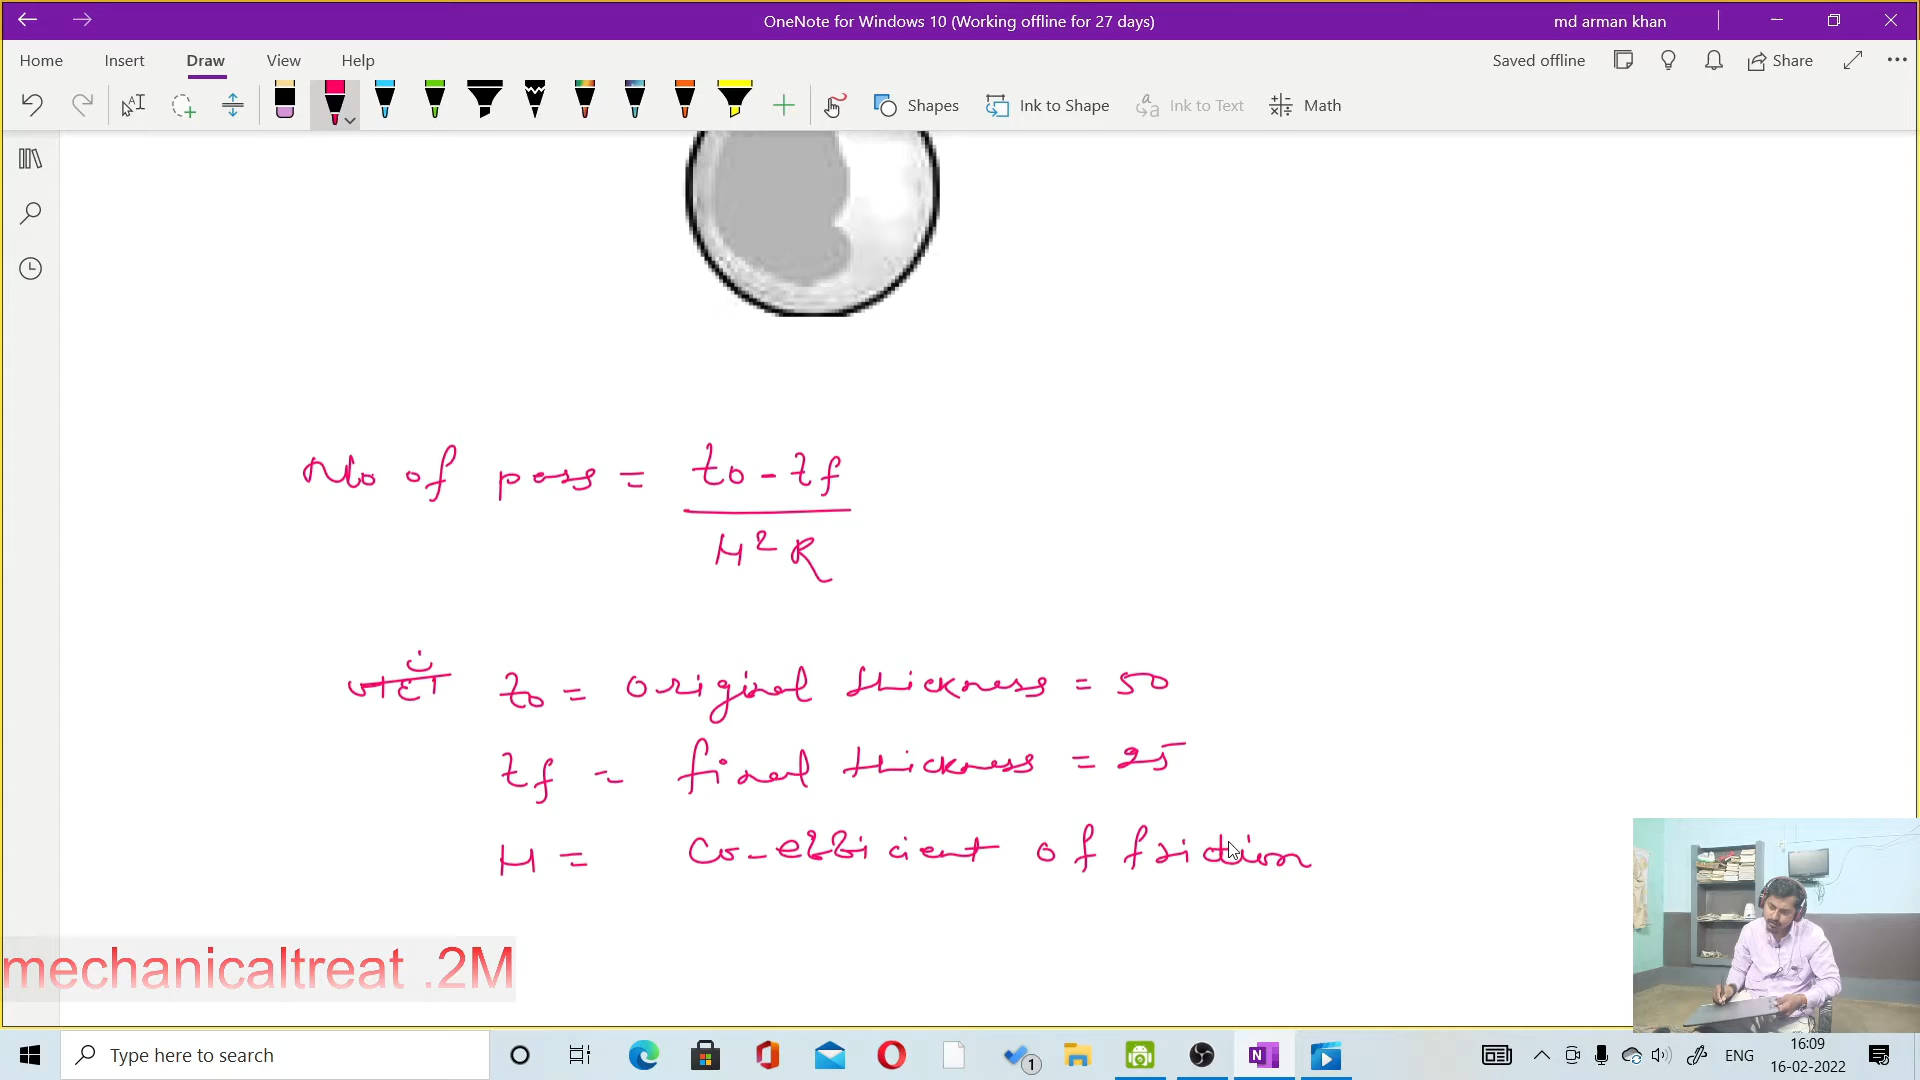 OneNote for Windows 10 (Working offline for 27 days)
md arman khan
Home Insert Draw View Help
Saved offline
Share
Shapes
Ink to Shape
Ink to Text
Math
No of pass = to - tf
μ² R
to = original thickness = 50
tf = final thickness = 25
μ = co-efficient of friction
mechanicaltreat .2M
Type here to search
1
ENG
16:09
16-02-2022